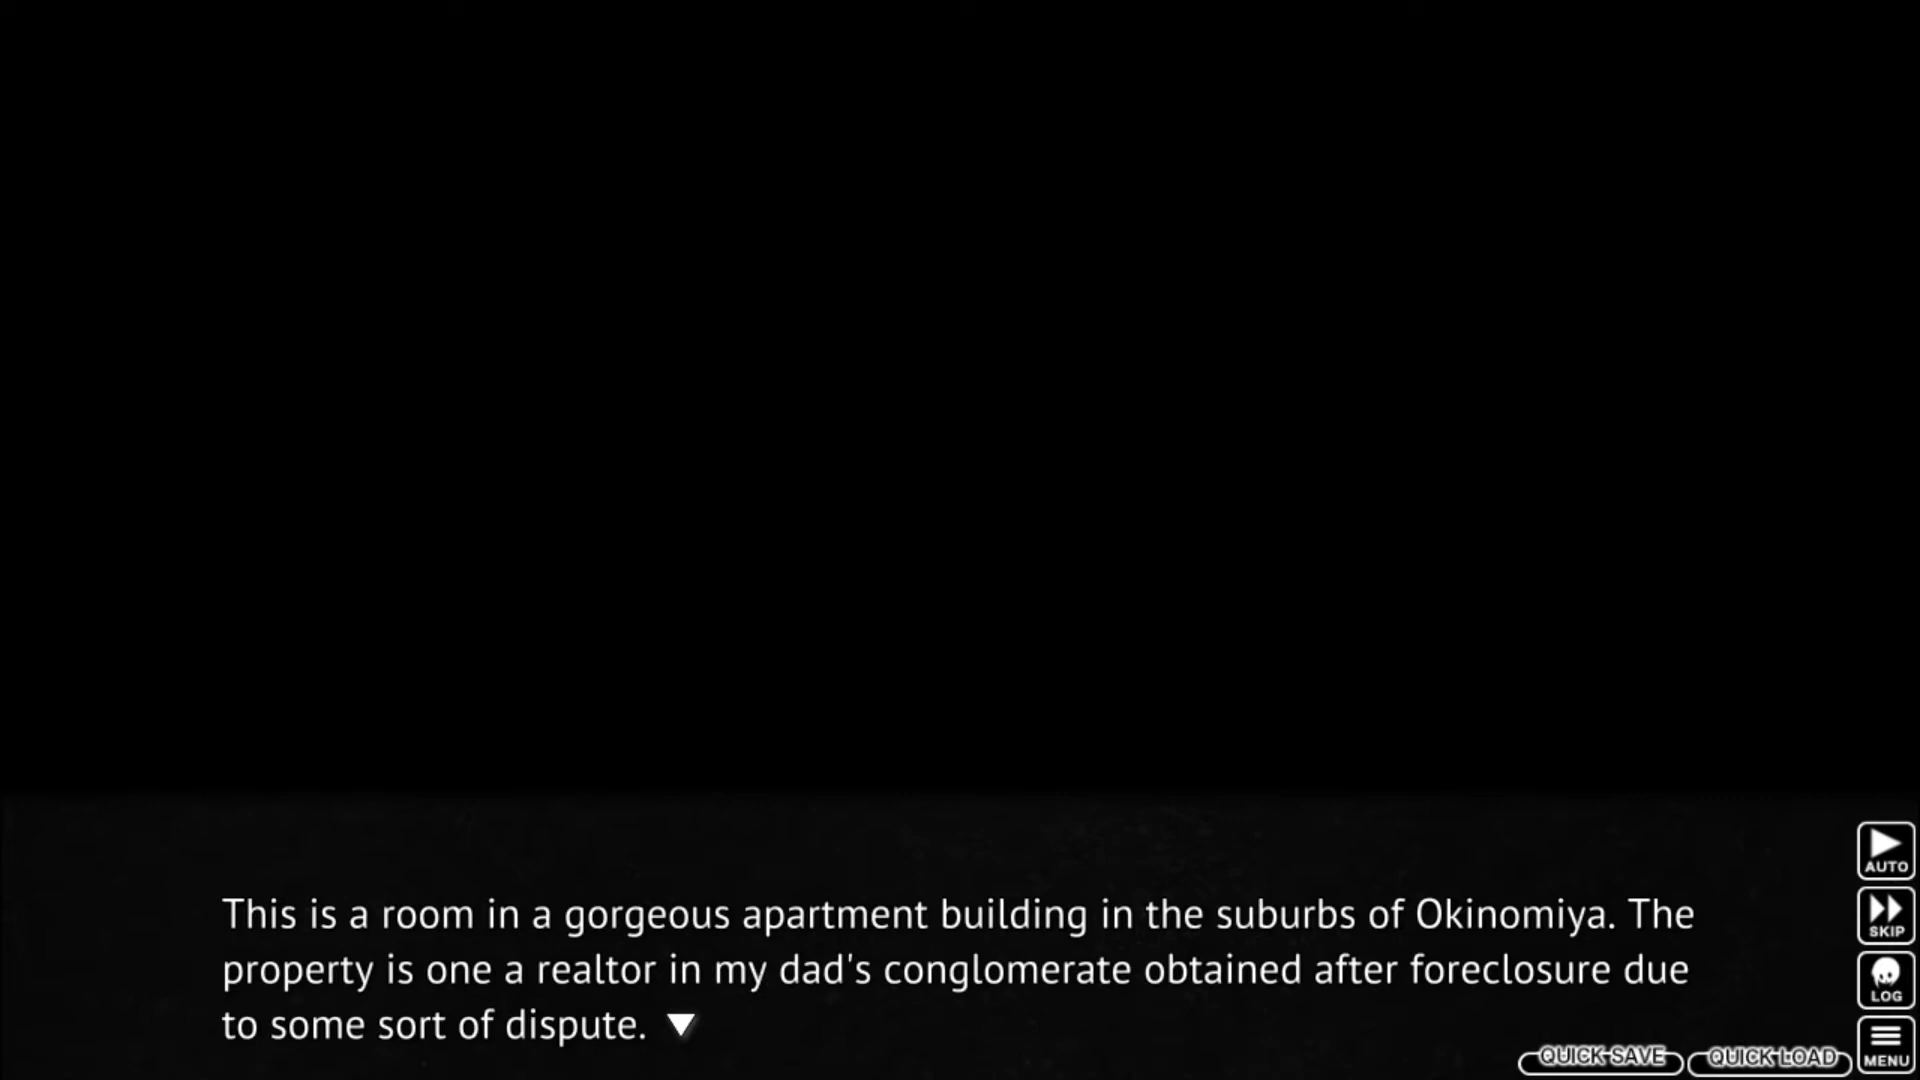 This is a room in a gorgeous apartment building in the suburbs of Okinomiya. The
property is one a realtor in my dad's conglomerate obtained after foreclosure due
to some sort of dispute.
AUTO
SKIP
LOG
MENU
QUICK SAVE
QUICK LOAD